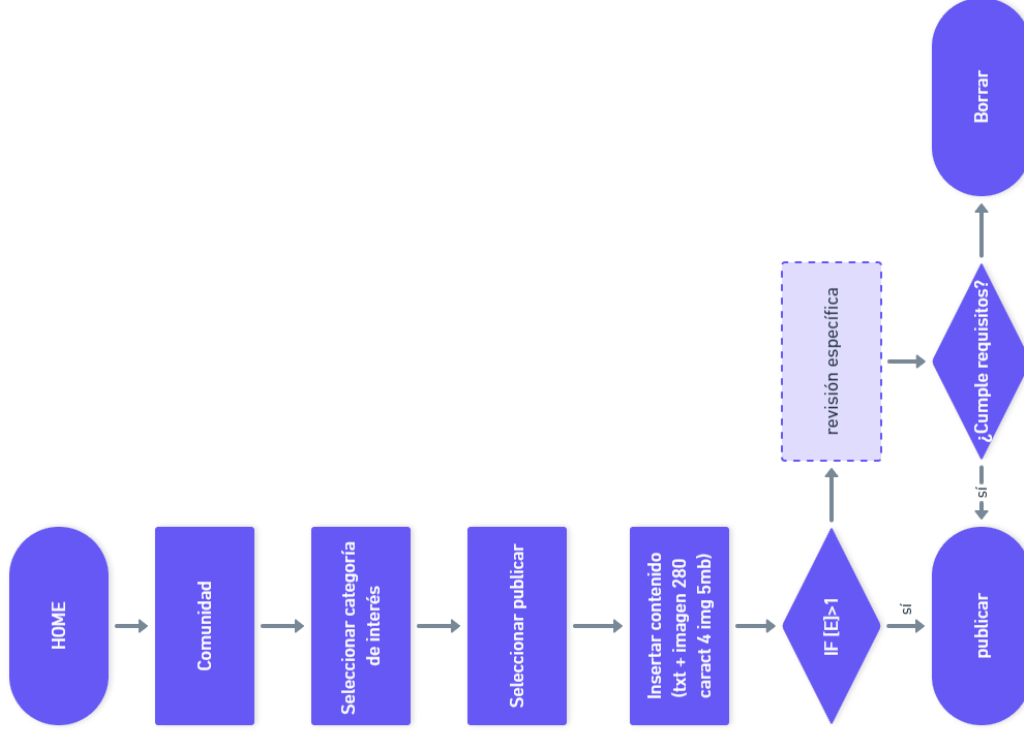 HOME
Comunidad
Seleccionar categoría
de interés
Seleccionar publicar
Insertar contenido
(txt + imagen 280
caract 4 img 5mb)
IF [E]>1
sí
publicar
revisión específica
¿Cumple requisitos?
sí
Borrar